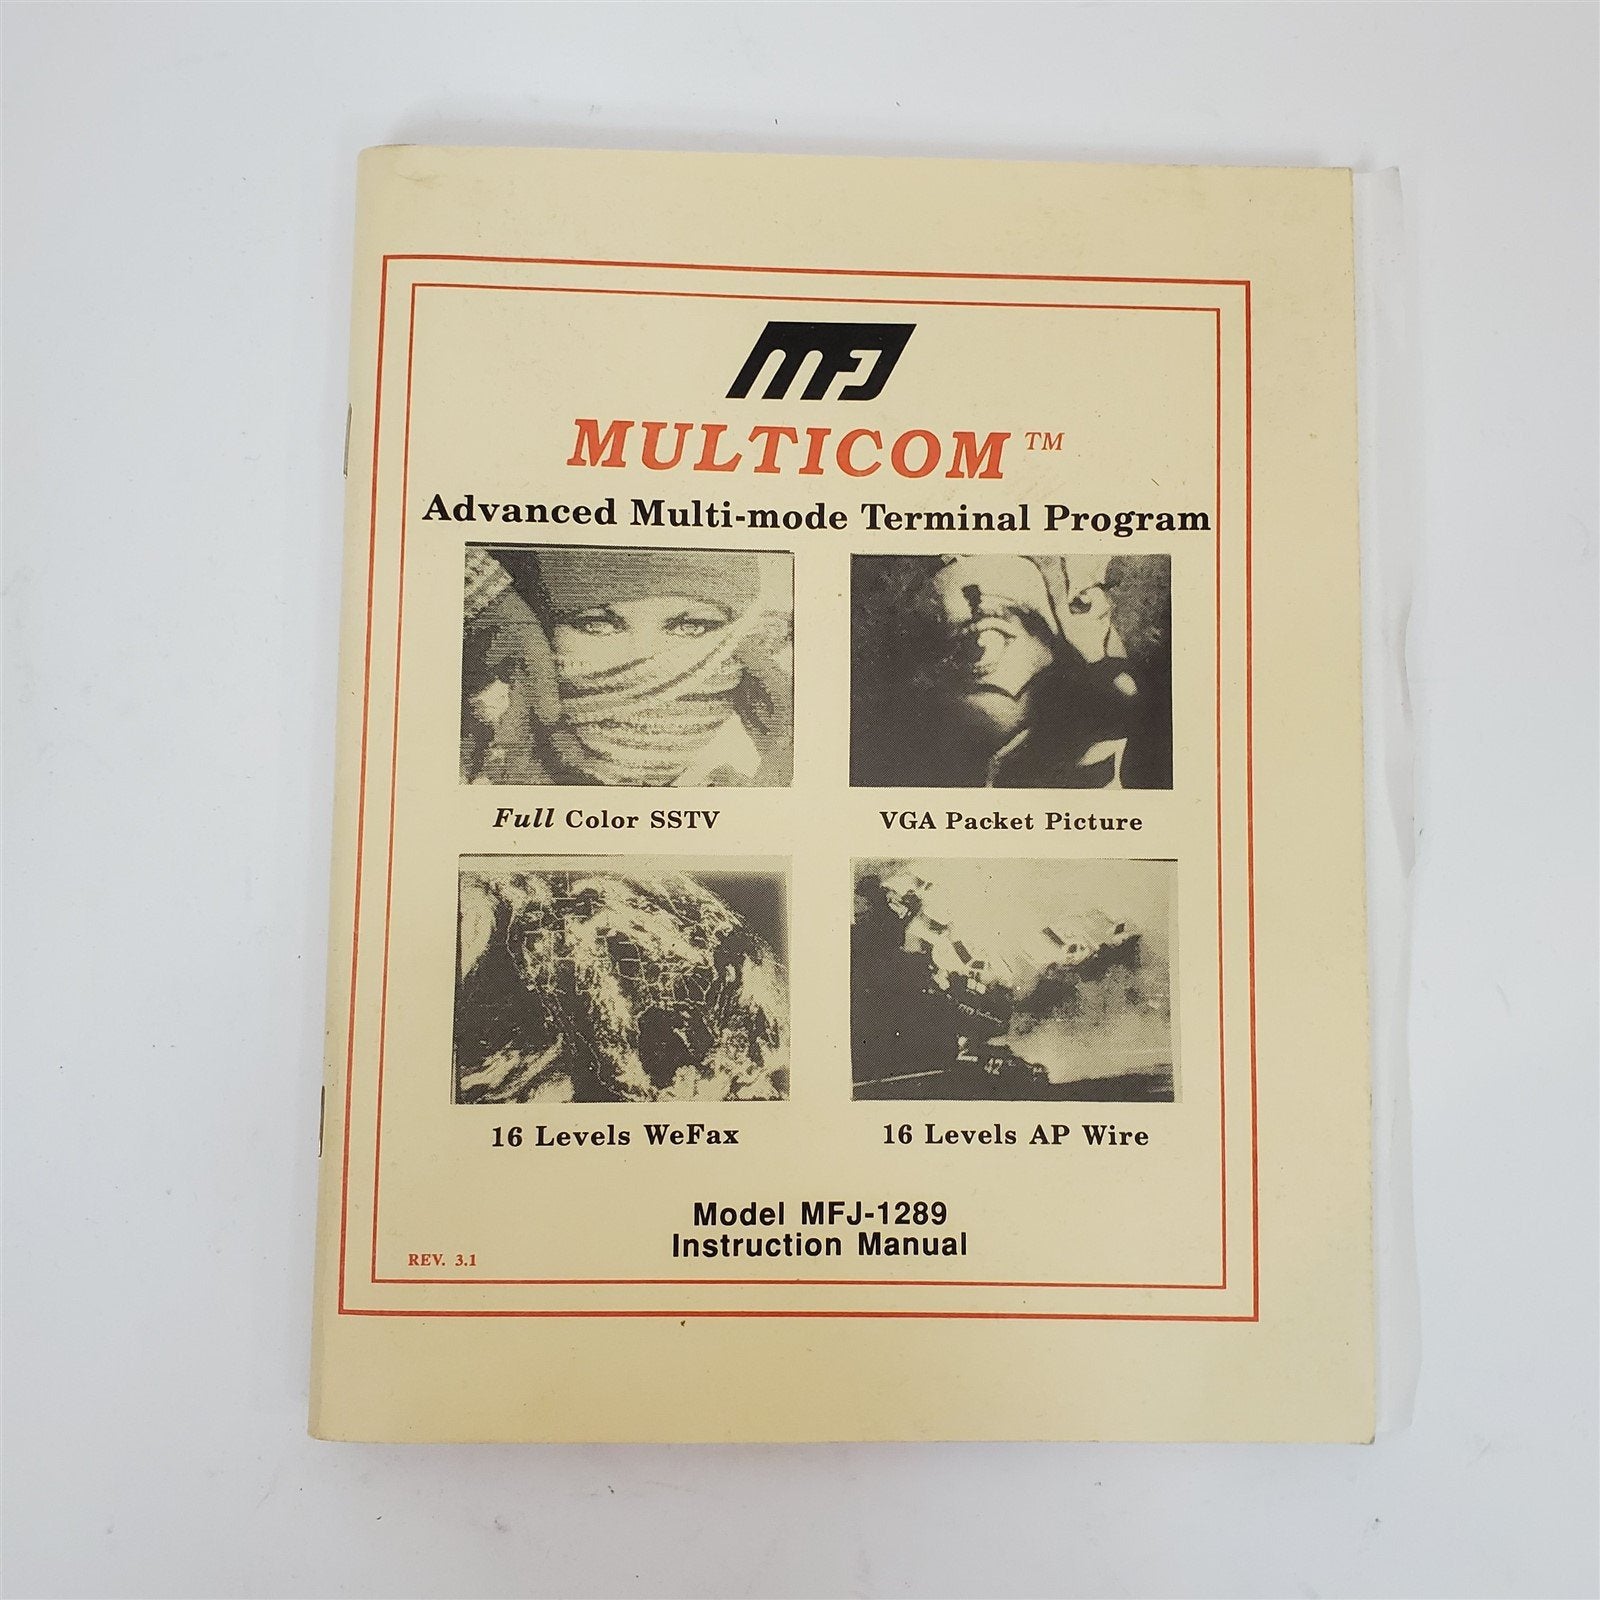 MFJ
MULTICOM™
Advanced Multi-mode Terminal Program
Full Color SSTV
VGA Packet Picture
42
16 Levels WeFax
16 Levels AP Wire
Model MFJ-1289
Instruction Manual
REV. 3.1